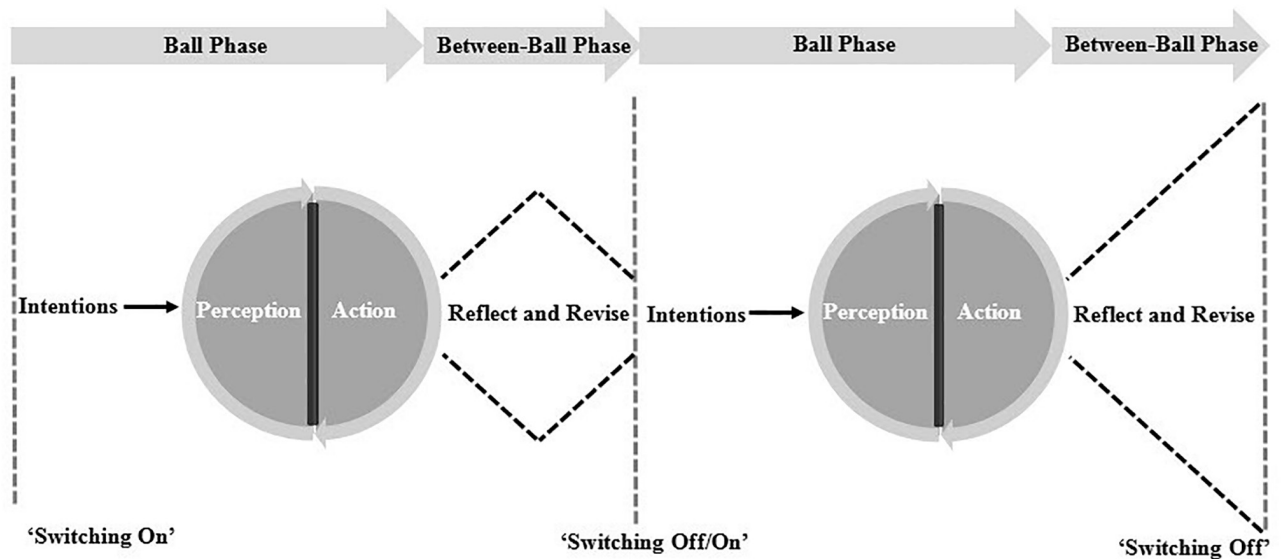 Ball Phase
Between-Ball Phase
Ball Phase
Between-Ball Phase
Intentions
Perception
Action
Reflect and Revise
Intentions
Perception
Action
Reflect and Revise
‘Switching On’
‘Switching Off/On’
‘Switching Off’